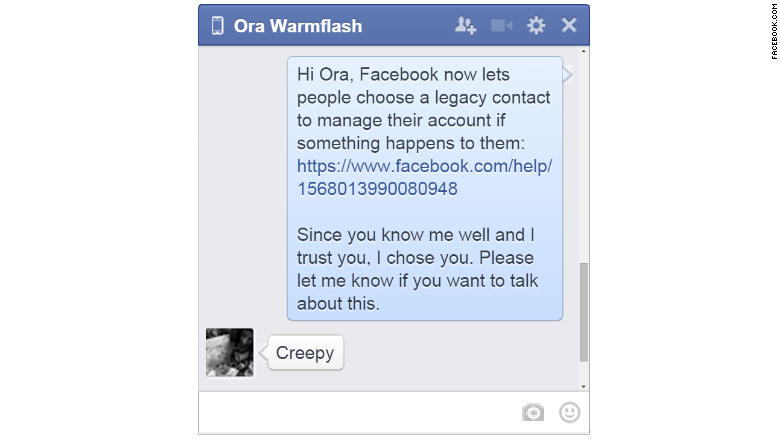 Ora Warmflash
FACEBOOK.COM
Hi Ora, Facebook now lets
people choose a legacy contact
to manage their account if
something happens to them:
https://www.facebook.com/help/
1568013990080948
Since you know me well and I
trust you, I chose you. Please
let me know if you want to talk
about this.
Creepy